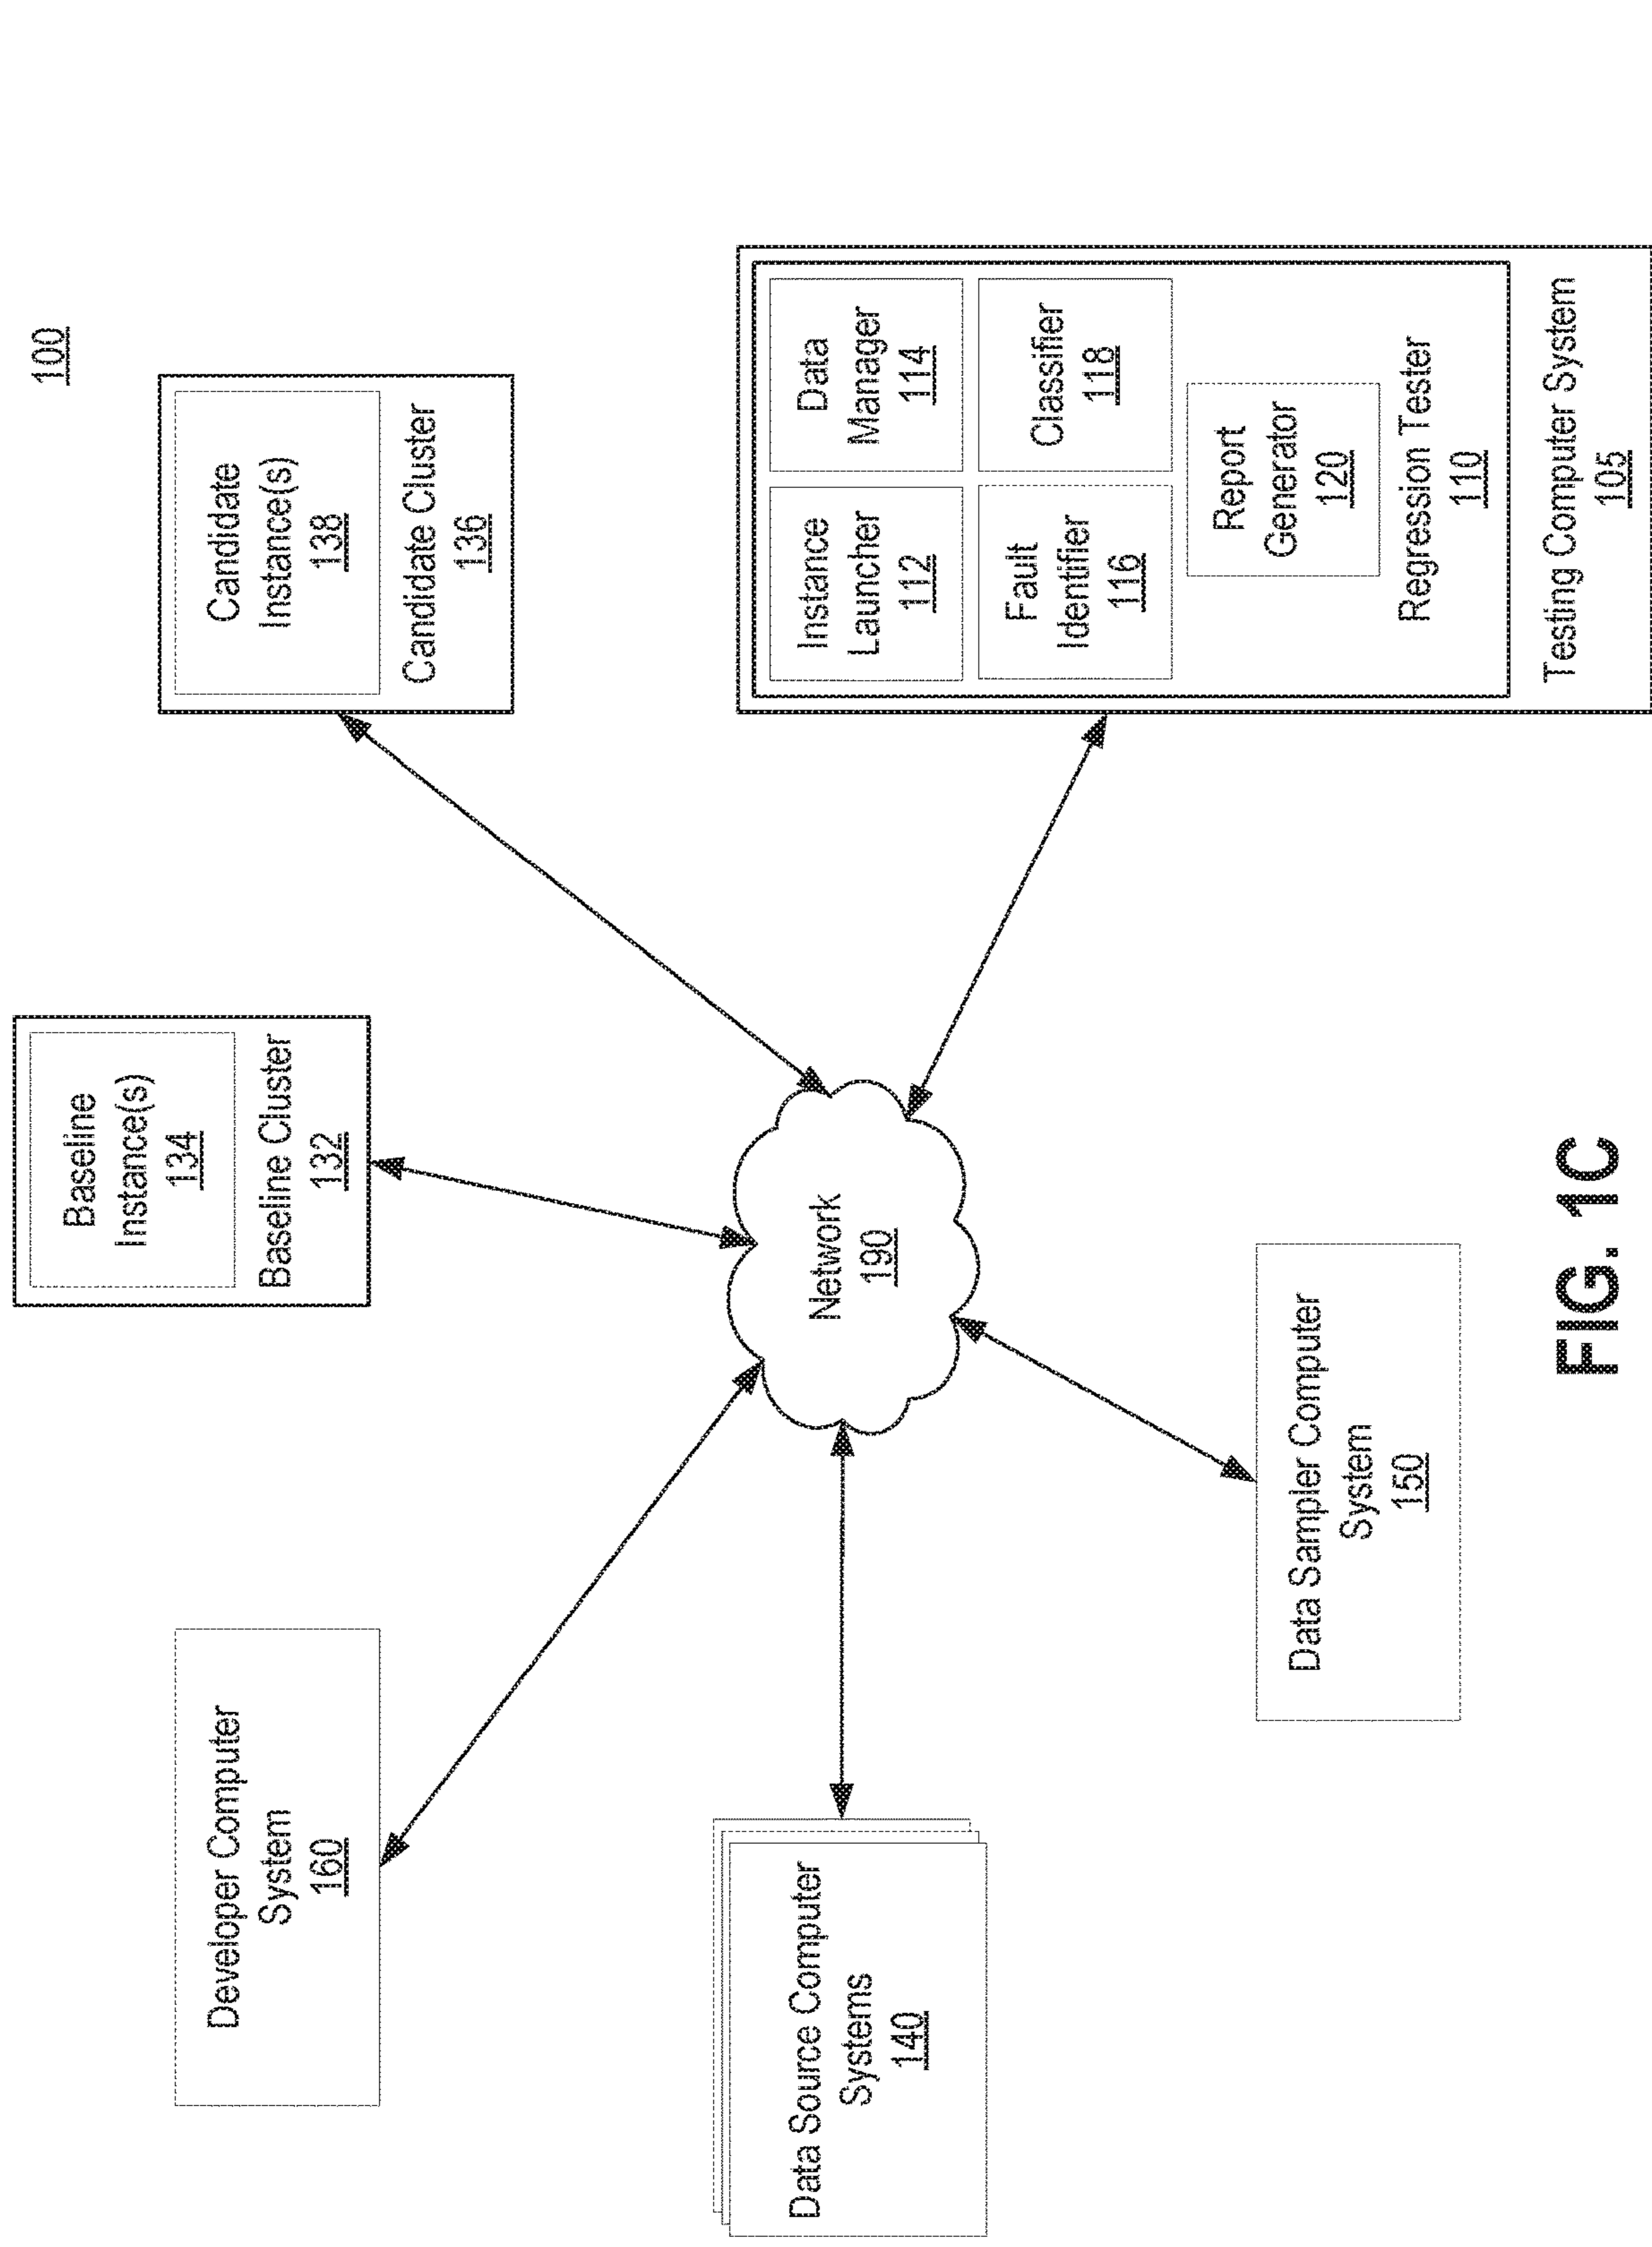 100
Baseline
Instance(s)
134
Baseline Cluster
132
Developer Computer
System
160
Candidate
Instance(s)
138
Candidate Cluster
136
Data Source Computer
Systems
140
Network
190
Instance
Launcher
112
Data
Manager
114
Fault
Identifier
116
Classifier
118
Report
Generator
120
Regression Tester
110
Testing Computer System
105
Data Sampler Computer
System
150
FIG. 1C